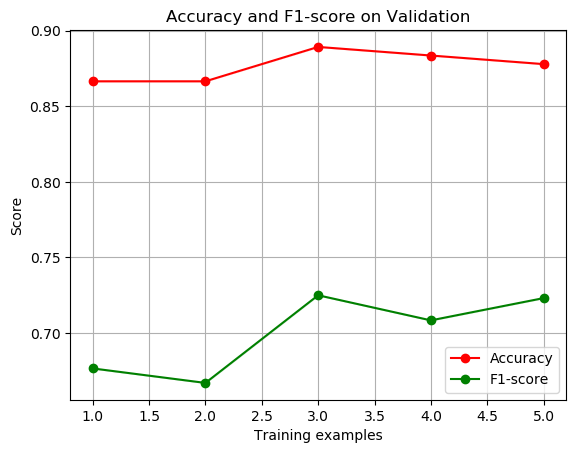 Accuracy and F1-score on Validation
0.90
0.85
0.80
0.75
0.70
Score
1.0 1.5 2.0 2.5 3.0 3.5 4.0 4.5 5.0
Training examples
Accuracy
F1-score